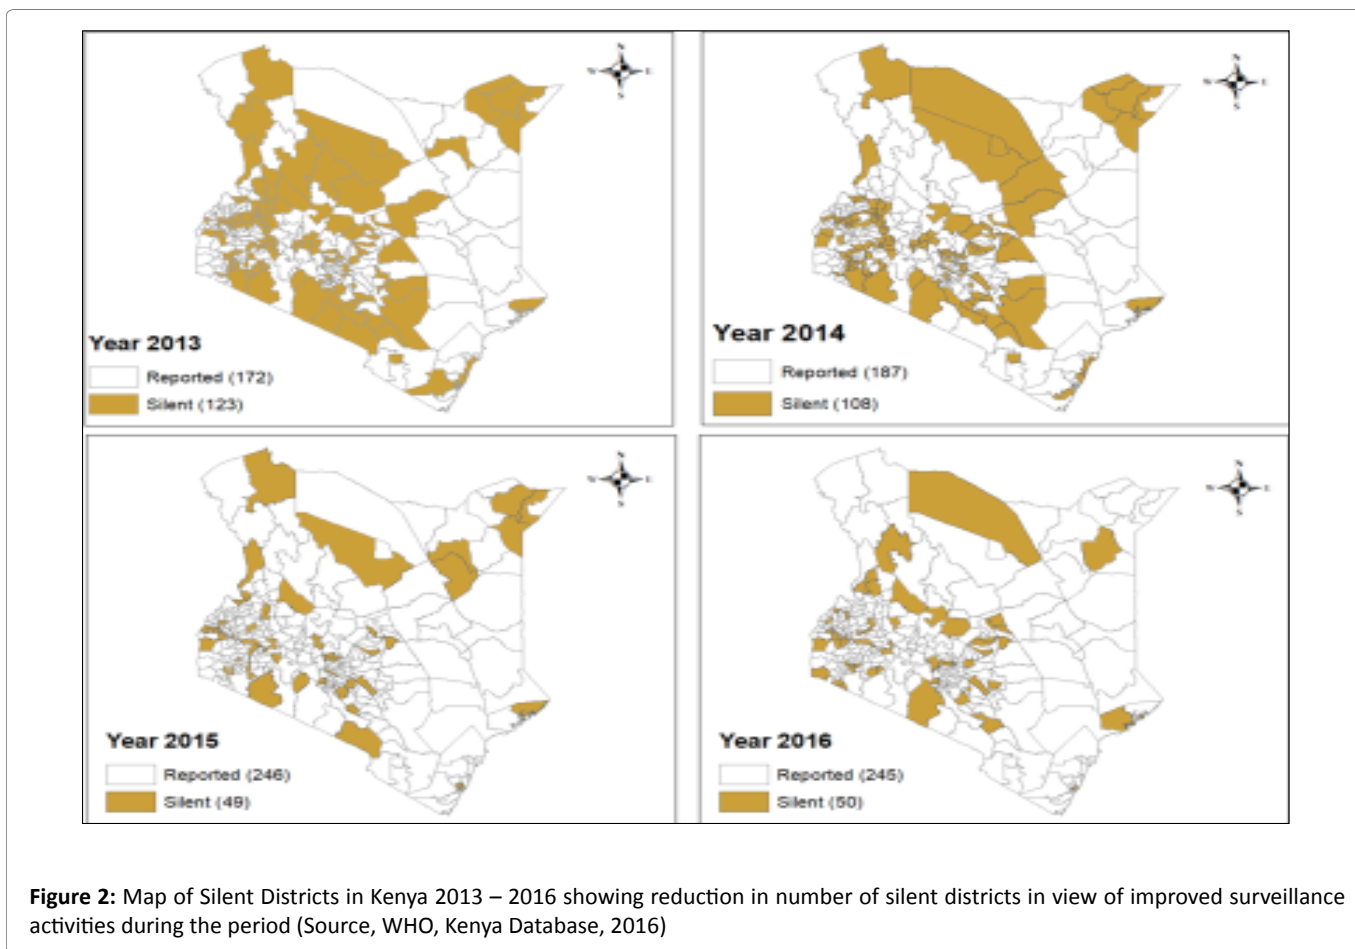 N
W E
S
Year 2013
Reported (172)
Silent (123)
N
W E
S
Year 2014
Reported (187)
Silent (108)
N
W E
S
Year 2015
Reported (246)
Silent (49)
N
W E
S
Year 2016
Reported (245)
Silent (50)
Figure 2: Map of Silent Districts in Kenya 2013 – 2016 showing reduction in number of silent districts in view of improved surveillance
activities during the period (Source, WHO, Kenya Database, 2016)